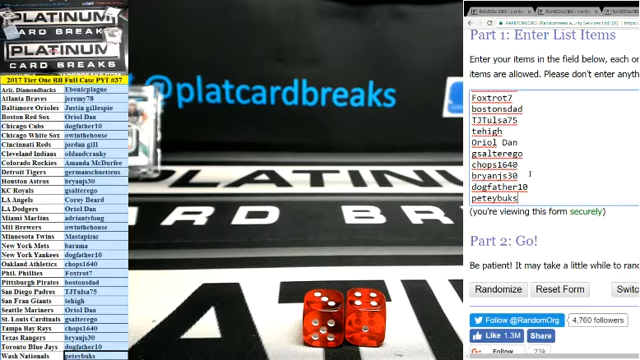 PLATINUM
CARD BREAKS
PLATINUM
CARD BREAKS
2017 Tier One BB Full Case PYT #37
Ariz. Diamondbacks Ebonicplague
Atlanta Braves jeremy78
Baltimore Orioles Justin gillespie
Boston Red Sox Oriol Dan
Chicago Cubs dogfather10
Chicago White Sox owinthehouse
Cincinnati Reds jordan gill
Cleveland Indians oldandcranky
Colorado Rockies Amanda McDurfee
Detroit Tigers germanschnetzens
Houston Astros bryanjs30
KC Royals gsalterego
LA Angels Corey Beard
LA Dodgers Oriol Dan
Miami Marlins adriantyfong
Mil Brewers owinthehouse
Minnesota Twins Mastapizar
New York Mets barama
New York Yankees dogfather10
Oakland Athletics chops1640
Phil. Phillies Foxtrot7
Pittsburgh Pirates bostonsdad
San Diego Padres TJTulsa75
San Fran Giants tehigh
Seattle Mariners Oriol Dan
St. Louis Cardinals gsalterego
Tampa Bay Rays chops1640
Texas Rangers bryanjs30
Toronto Blue Jays dogfather10
Wash Nationals peteybuks
@platcardbreaks
PLATINUM
CARD BREAKS
Part 1: Enter List Items
Enter your items in the field below, each on
items are allowed. Please don't enter anyth
Foxtrot7
bostonsdad
TJTulsa75
tehigh
Oriol Dan
gsalterego
chops1640
bryanjs30
dogfather10
peteybuks
(you're viewing this form securely)
Part 2: Go!
Be patient! It may take a little while to rand
Randomize Reset Form Switc
Follow @RandomOrg 4,760 followers
Like 1.3M Share